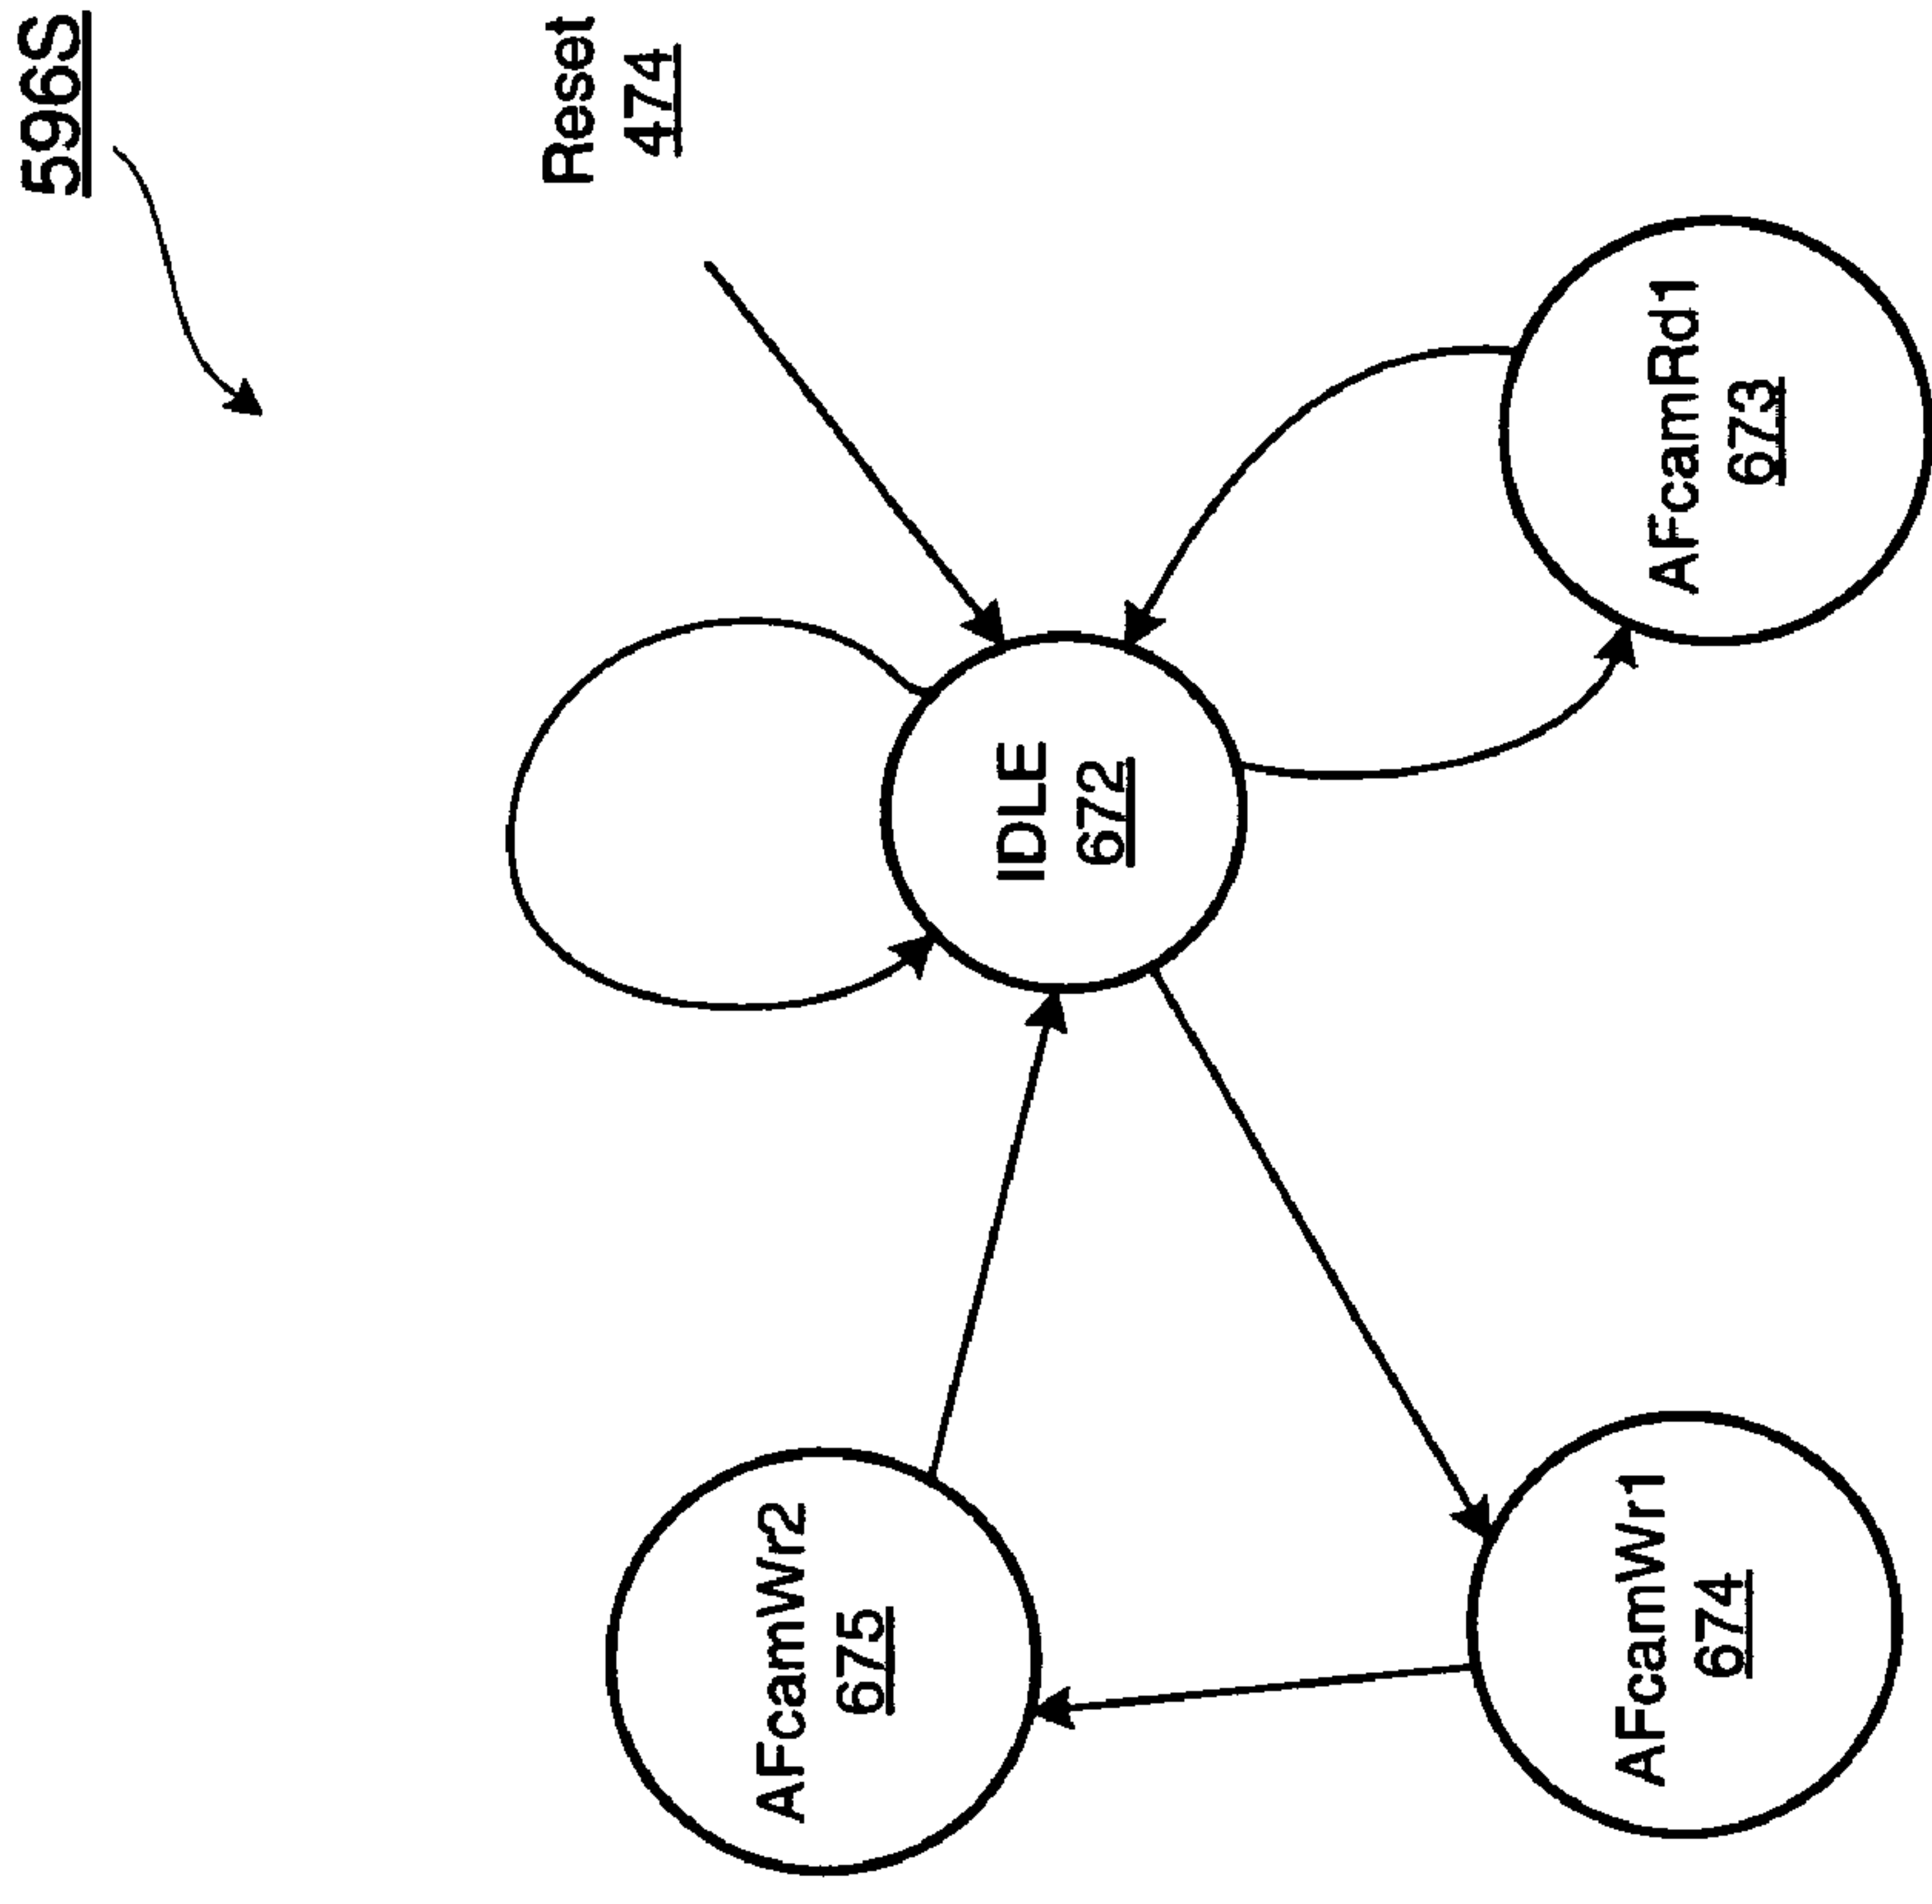 596S
Reset
474
AFcamWr2
675
IDLE
672
AFcamWr1
674
AFcamRd1
673